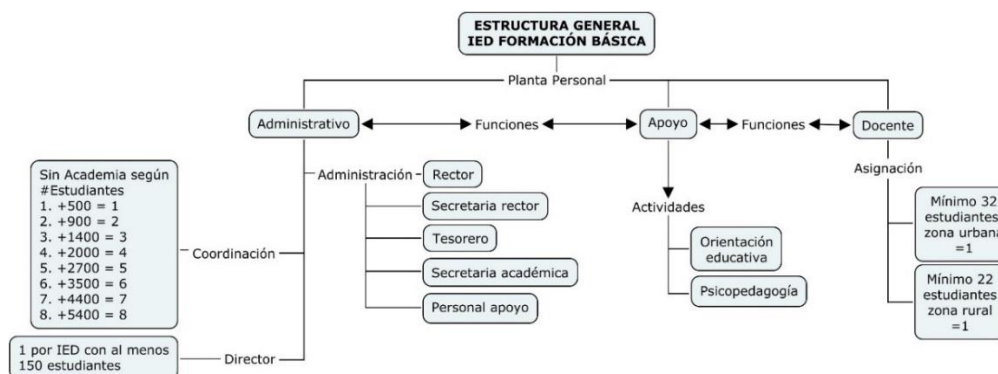 ESTRUCTURA GENERAL
IED FORMACIÓN BÁSICA
Planta Personal
Administrativo
Funciones
Apoyo
Funciones
Docente
Sin Academia según
#Estudiantes
1. +500 = 1
2. +900 = 2
3. +1400 = 3
4. +2000 = 4
5. +2700 = 5
6. +3500 = 6
7. +4400 = 7
8. +5400 = 8
Coordinación
1 por IED con al menos
150 estudiantes
Director
Administración
Rector
Secretaria rector
Tesorero
Secretaria académica
Personal apoyo
Actividades
Orientación
educativa
Psicopedagogía
Asignación
Mínimo 32
estudiantes
zona urbana
=1
Mínimo 22
estudiantes
zona rural
=1